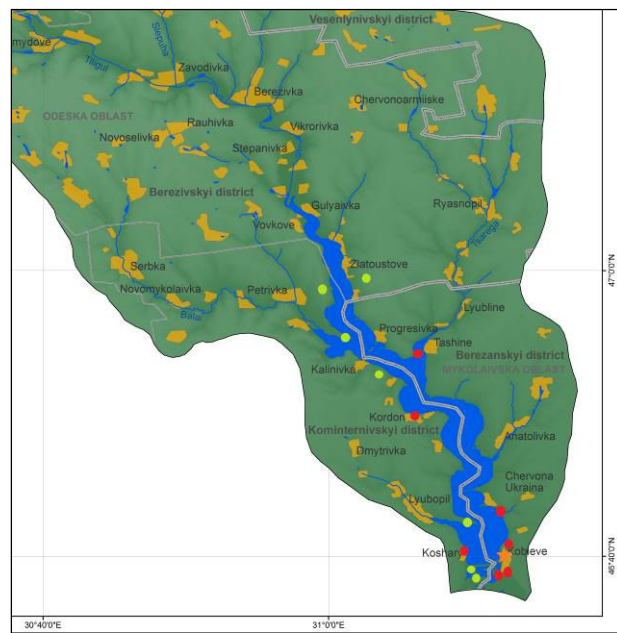 Vesenlynivskyi district
Slepuha
mydove
Tiligul
Zavodivka
Berezivka
Chervonoarmiiske
ODESKA OBLAST
Rauhivka
Vikrorivka
Novoselivka
Stepanivka
Berezivskyi district
Ryasnopil
Gulyaivka
Tsarega
Vovkove
Zlatoustove
47°0'0"N
Serbka
Novomykolaivka
Petrivka
Lyubline
Balai
Progresivka
Tashine
Berezanskyi district
Kalinivka
MYKOLAIVSKA OBLAST
Kordon
Kominternivskyi district
Anatolivka
Dmytrivka
Chervona
Ukraina
Lyubopil
Koshary
Kobleve
46°40'0"N
30°40'0"E
31°0'0"E